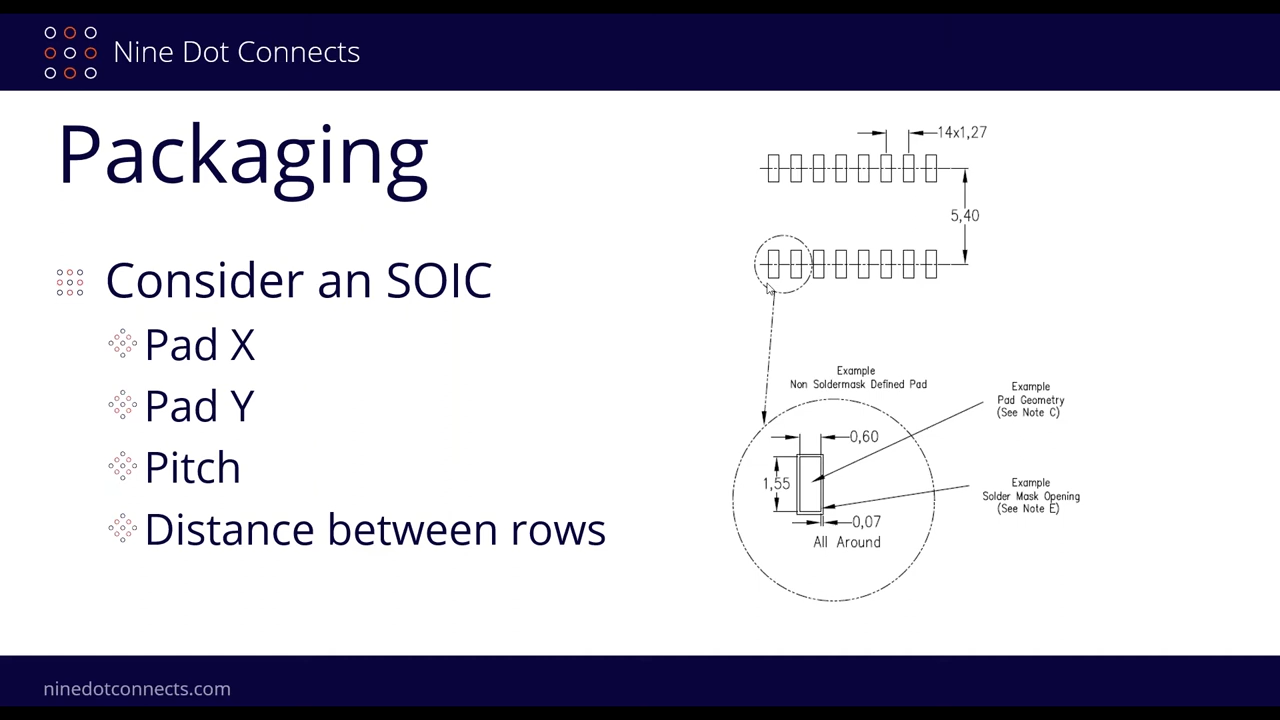 Nine Dot Connects
Packaging
Consider an SOIC
Pad X
Pad Y
Pitch
Distance between rows
14x1,27
5,40
Example
Non Soldermask Defined Pad
Example
Pad Geometry
(See Note C)
0,60
1,55
Example
Solder Mask Opening
(See Note E)
0,07
All Around
ninedotconnects.com